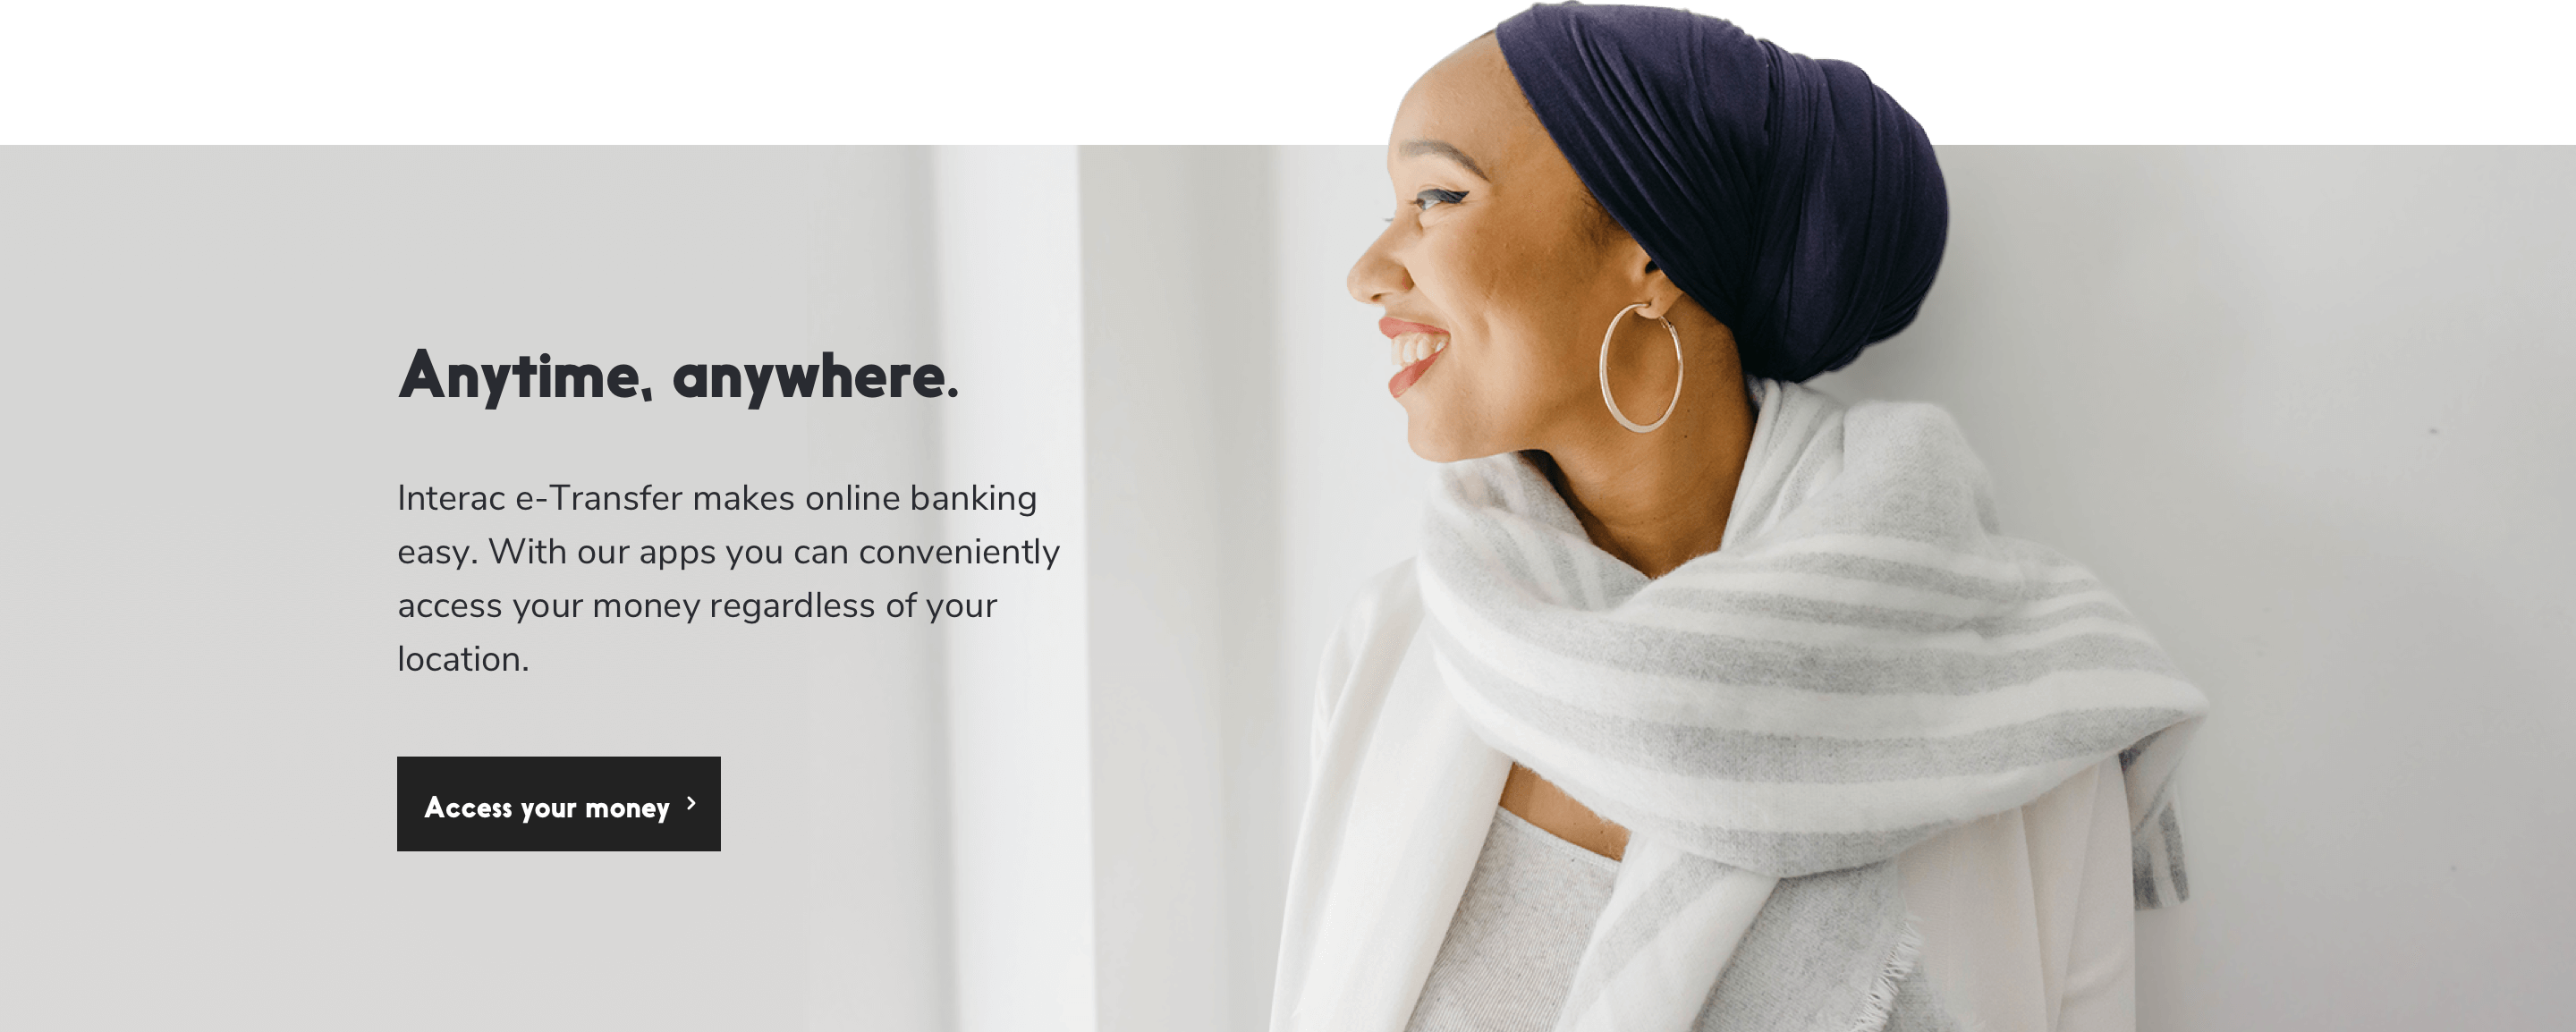 Anytime, anywhere.
Interac e-Transfer makes online banking
easy. With our apps you can conveniently
access your money regardless of your
location.
Access your money >